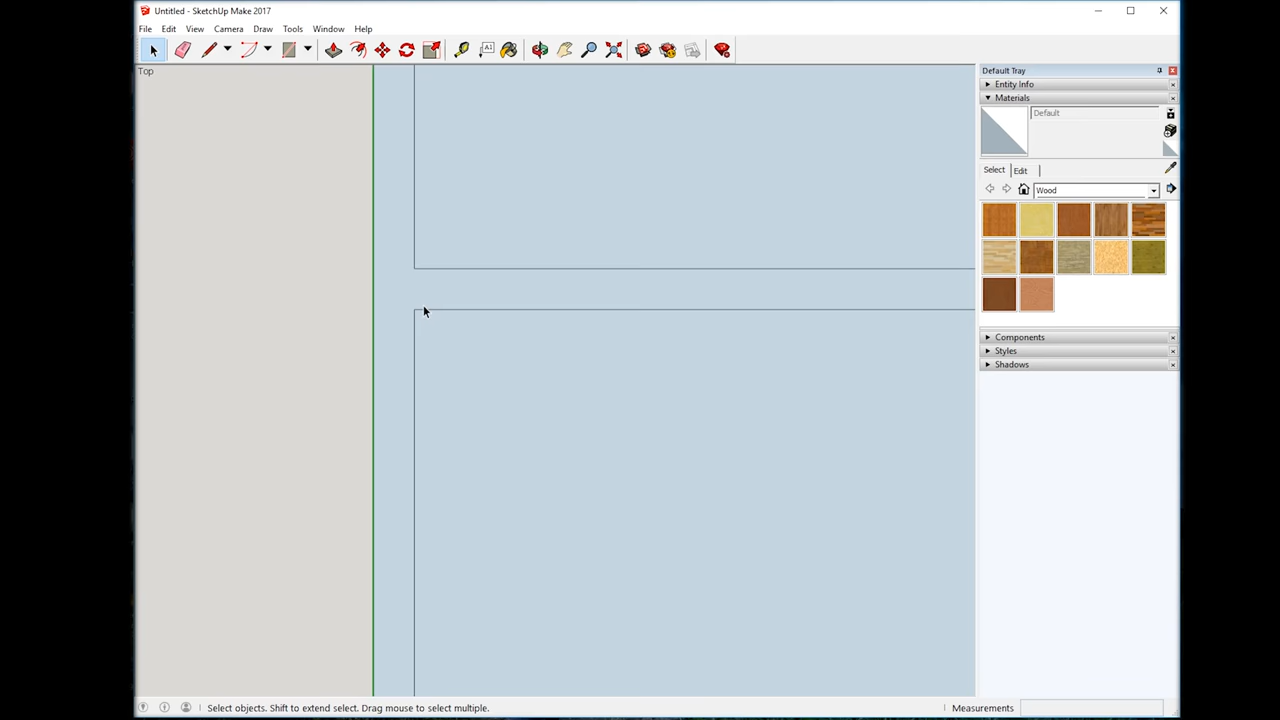 Untitled - SketchUp Make 2017
File Edit View Camera Draw Tools Window Help
Top
Default Tray
Entity Info
Materials
Default
Select Edit
Wood
Components
Styles
Shadows
Select objects. Shift to extend select. Drag mouse to select multiple.
Measurements